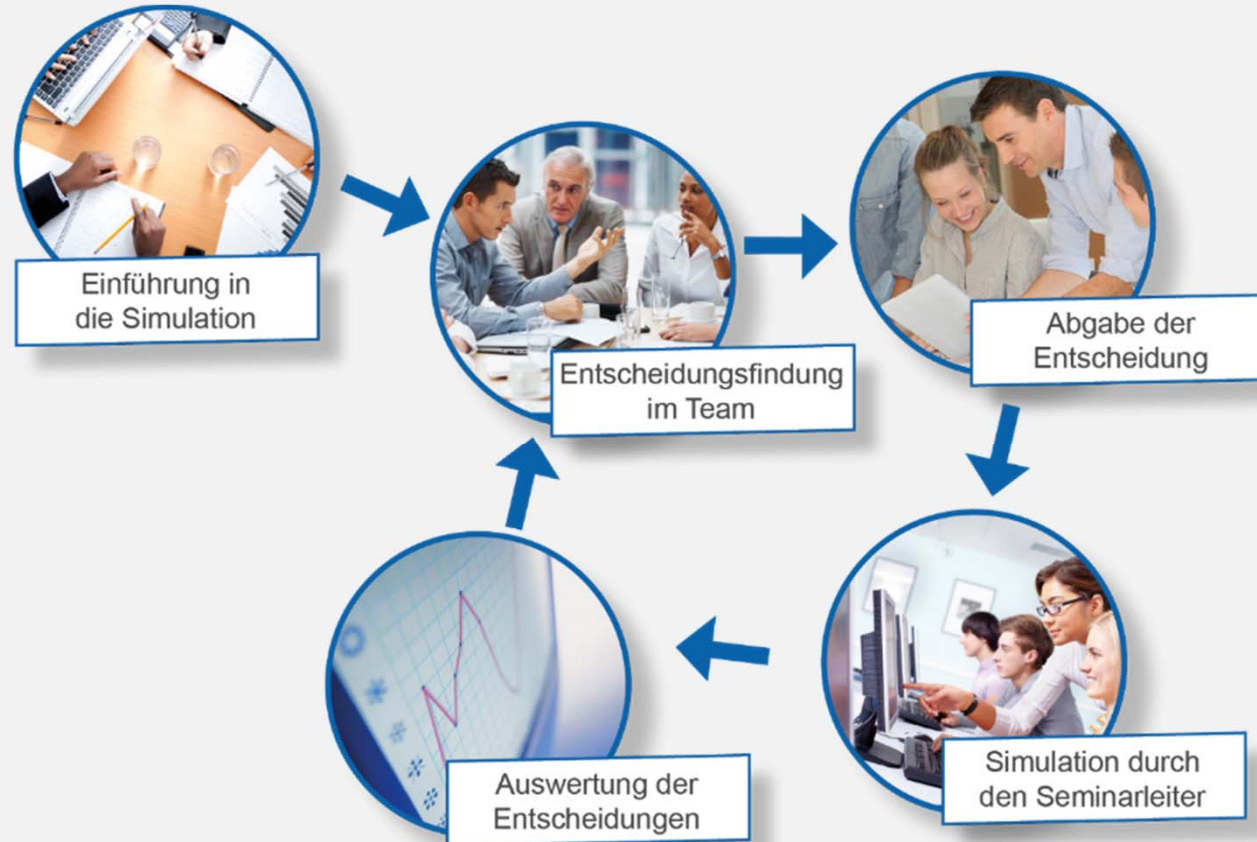 Einführung in
die Simulation
Entscheidungsfindung
im Team
Abgabe der
Entscheidung
Simulation durch
den Seminarleiter
Auswertung der
Entscheidungen